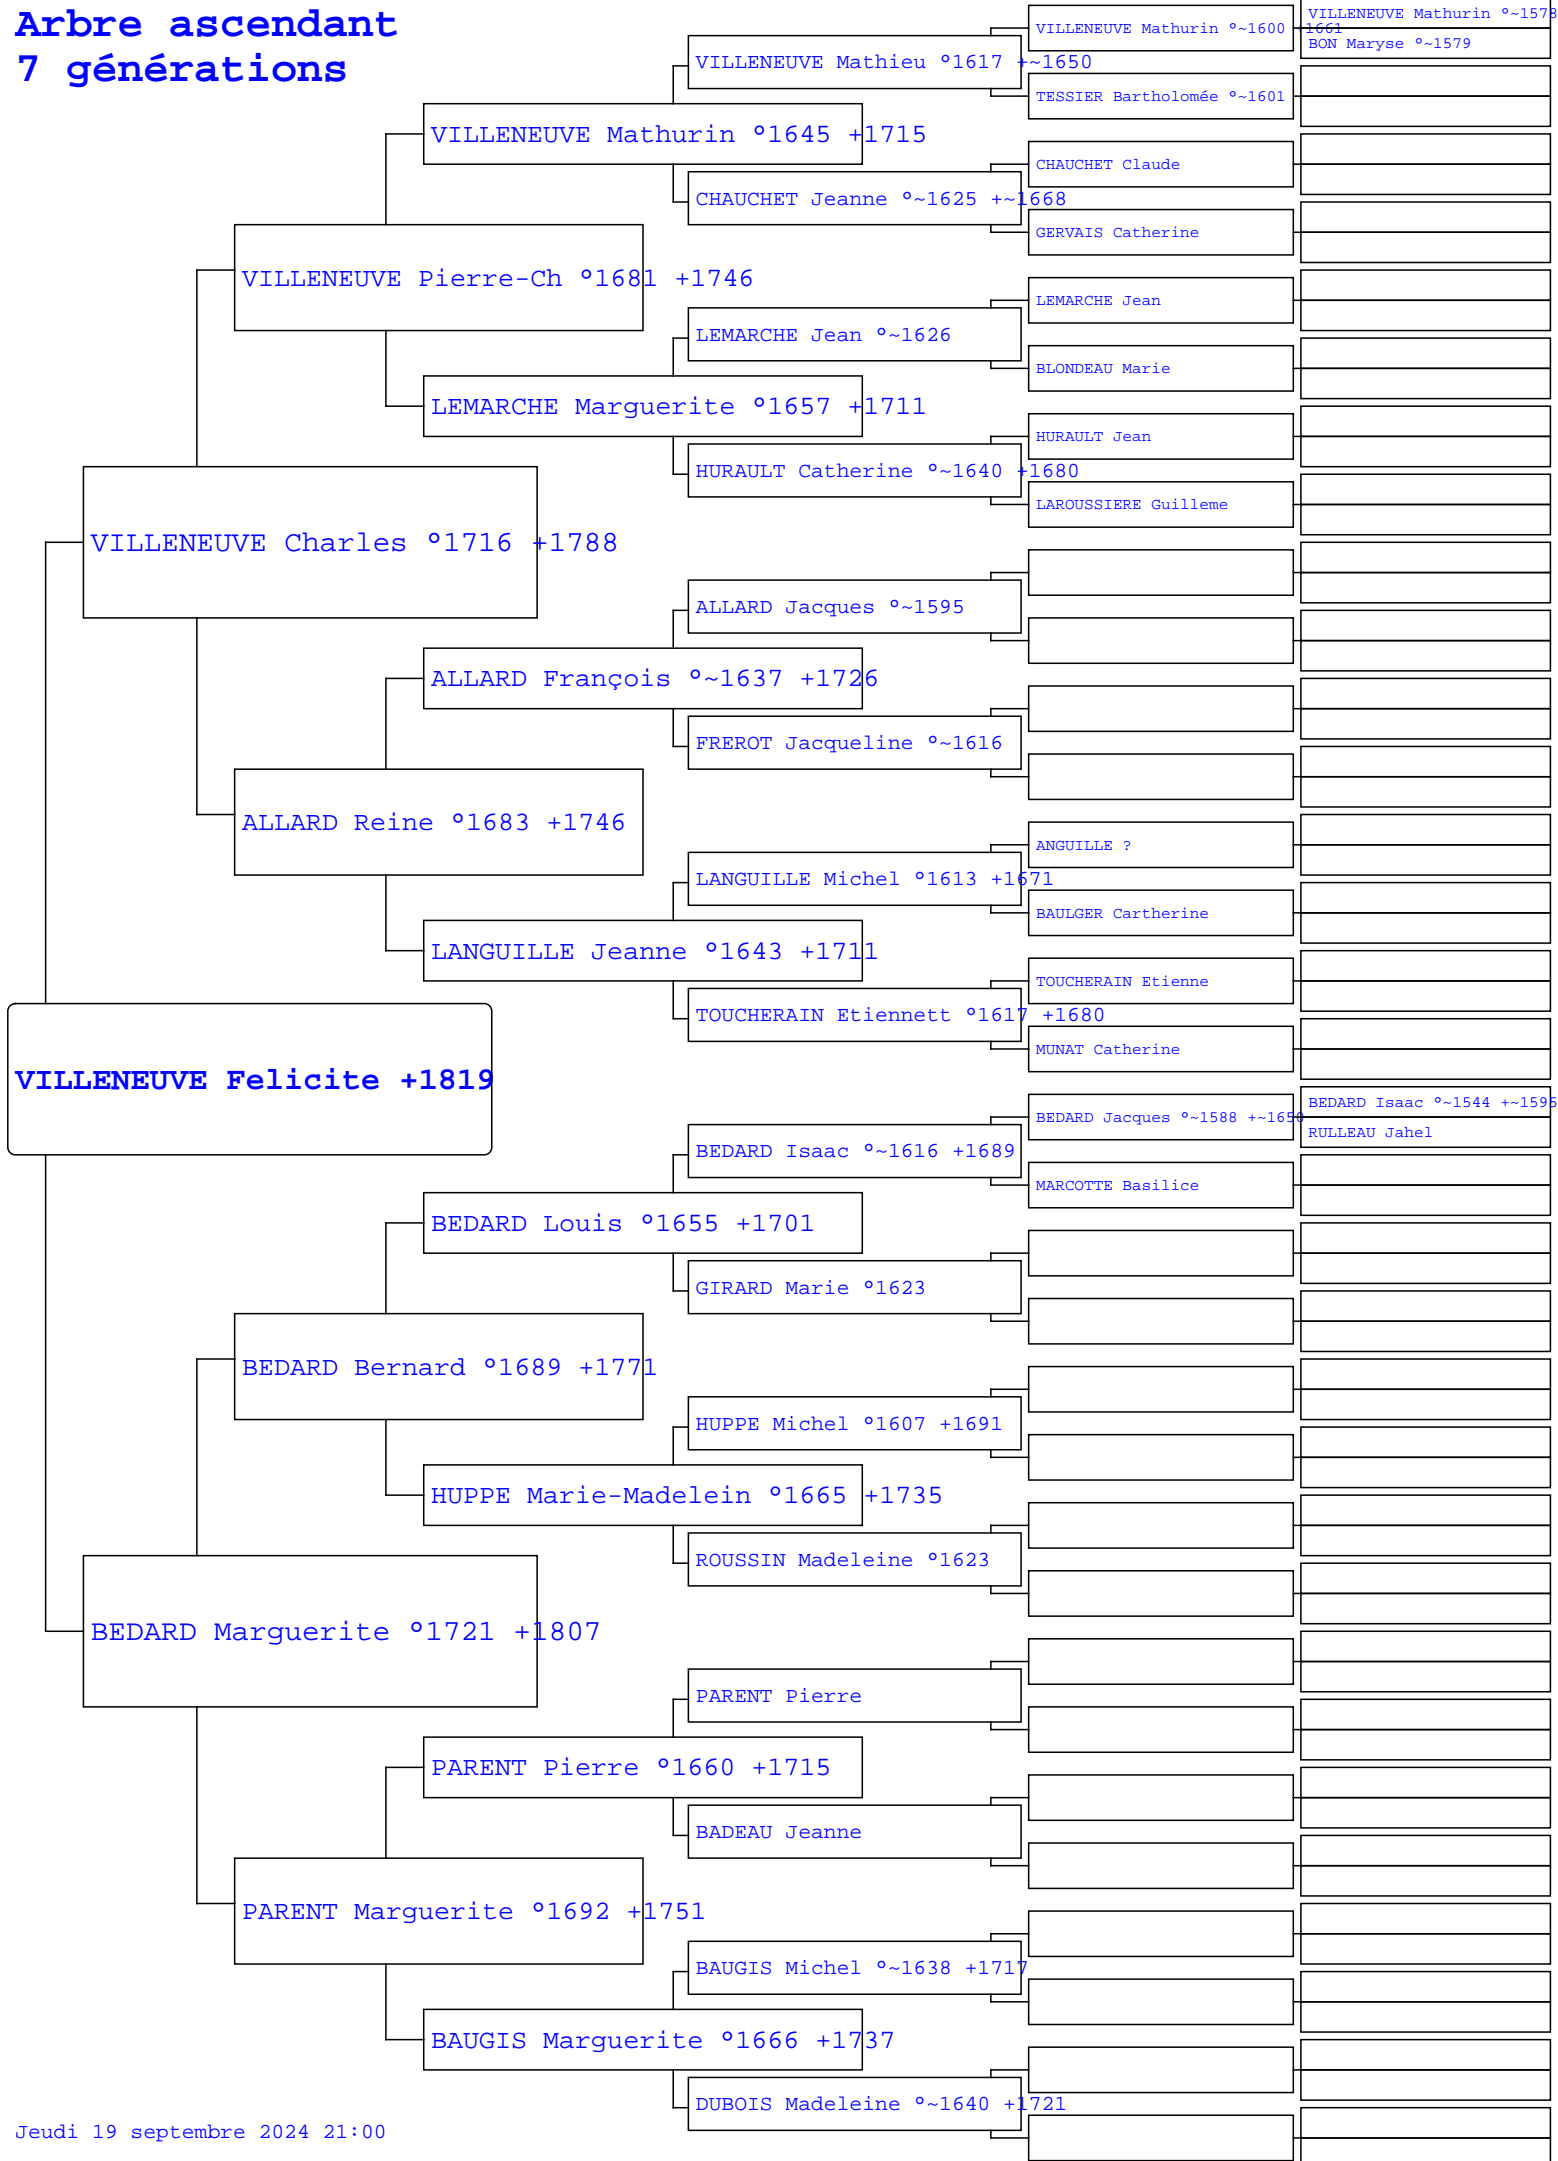 Arbre ascendant
7 générations
VILLENEUVE Mathurin °~1578
VILLENEUVE Mathurin °~1600 +1661
BON Maryse °~1579
VILLENEUVE Mathieu °1617 +~1650
TESSIER Bartholomée °~1601
VILLENEUVE Mathurin °1645 +1715
CHAUCHET Claude
CHAUCHET Jeanne °~1625 +~1668
GERVAIS Catherine
VILLENEUVE Pierre-Ch °1681 +1746
LEMARCHE Jean
LEMARCHE Jean °~1626
BLONDEAU Marie
LEMARCHE Marguerite °1657 +1711
HURAULT Jean
HURAULT Catherine °~1640 +1680
LAROUSSIERE Guilleme
VILLENEUVE Charles °1716 +1788
ALLARD Jacques °~1595
ALLARD François °~1637 +1726
FREROT Jacqueline °~1616
ALLARD Reine °1683 +1746
ANGUILLE ?
LANGUILLE Michel °1613 +1671
BAULGER Cartherine
LANGUILLE Jeanne °1643 +1711
TOUCHERAIN Etienne
TOUCHERAIN Etiennett °1617 +1680
MUNAT Catherine
VILLENEUVE Felicite +1819
BEDARD Isaac °~1544 +~1595
BEDARD Jacques °~1588 +~1650
RULLEAU Jahel
BEDARD Isaac °~1616 +1689
MARCOTTE Basilice
BEDARD Louis °1655 +1701
GIRARD Marie °1623
BEDARD Bernard °1689 +1771
HUPPE Michel °1607 +1691
HUPPE Marie-Madelein °1665 +1735
ROUSSIN Madeleine °1623
BEDARD Marguerite °1721 +1807
PARENT Pierre
PARENT Pierre °1660 +1715
BADEAU Jeanne
PARENT Marguerite °1692 +1751
BAUGIS Michel °~1638 +1717
BAUGIS Marguerite °1666 +1737
DUBOIS Madeleine °~1640 +1721
Jeudi 19 septembre 2024 21:00